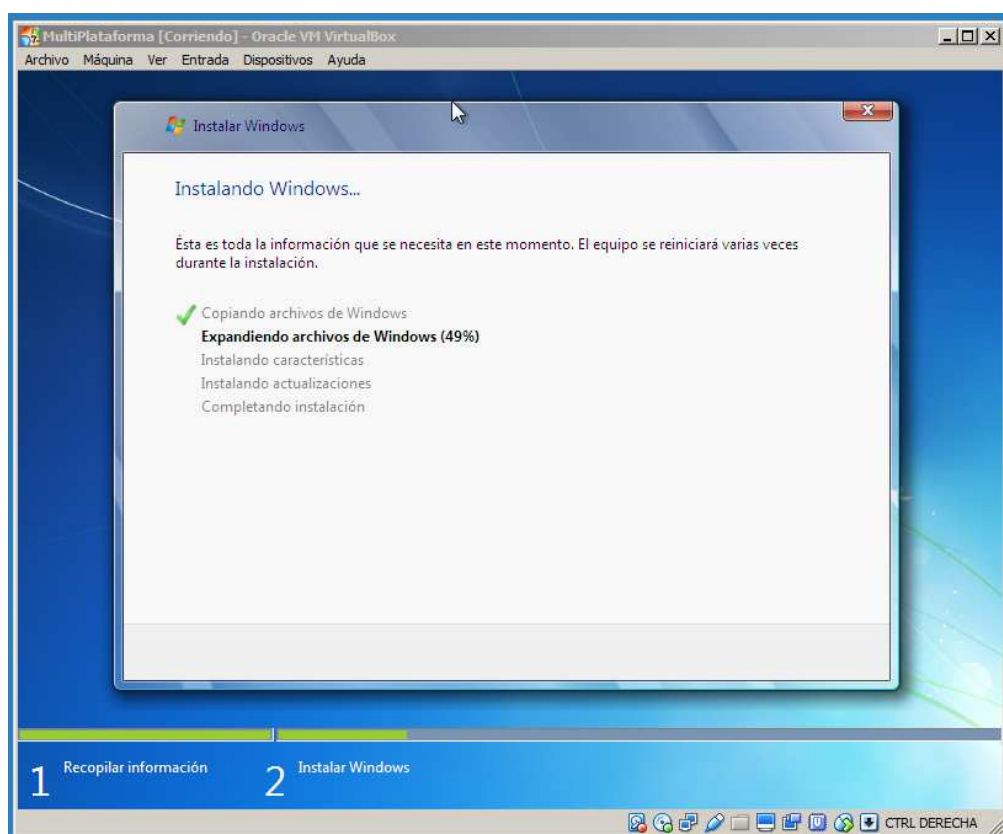 MultiPlataforma [Corriendo] - Oracle VM VirtualBox
Archivo Máquina Ver Entrada Dispositivos Ayuda
Instalar Windows
Instalando Windows...
Ésta es toda la información que se necesita en este momento. El equipo se reiniciará varias veces
durante la instalación.
Copiando archivos de Windows
Expandiendo archivos de Windows (49%)
Instalando características
Instalando actualizaciones
Completando instalación
1 Recopilar información 2 Instalar Windows
CTRL DERECHA